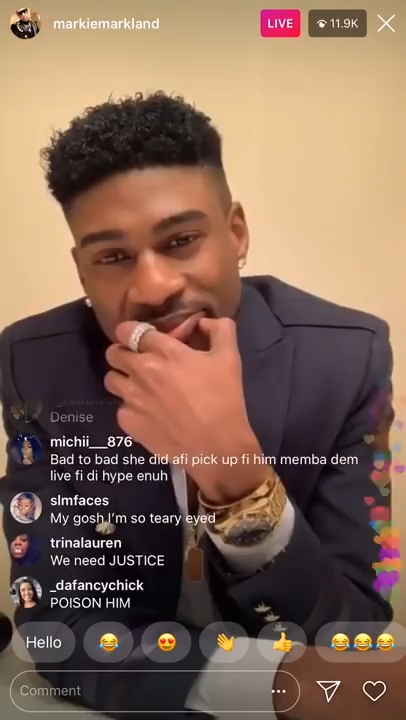 markiemarkland
LIVE
11.9K
Denise
michii__876
Bad to bad she did afi pick up fi him memba dem
live fi di hype enuh
slmfaces
My gosh I'm so teary eyed
trinalauren
We need JUSTICE
_dafancychick
POISON HIM
Hello
Comment